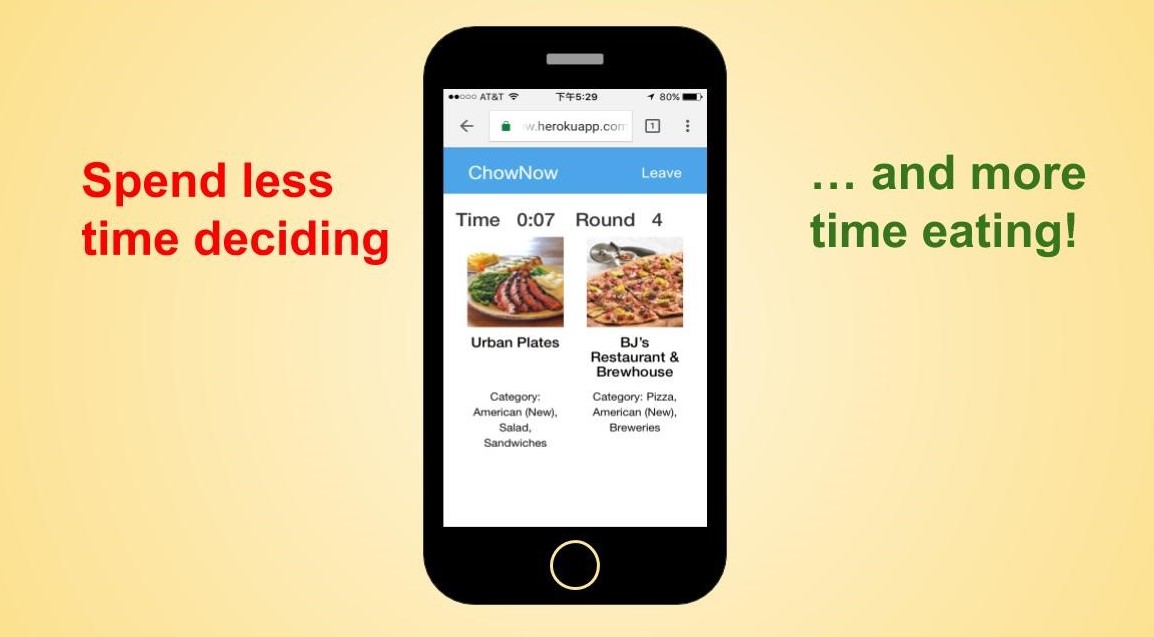 Spend less
time deciding
AT&T 下午5:29 80%
w.herokuapp.com 1
ChowNow Leave
Time 0:07 Round 4
Urban Plates
Category:
American (New),
Salad,
Sandwiches
BJ's
Restaurant &
Brewhouse
Category: Pizza,
American (New),
Breweries
… and more
time eating!